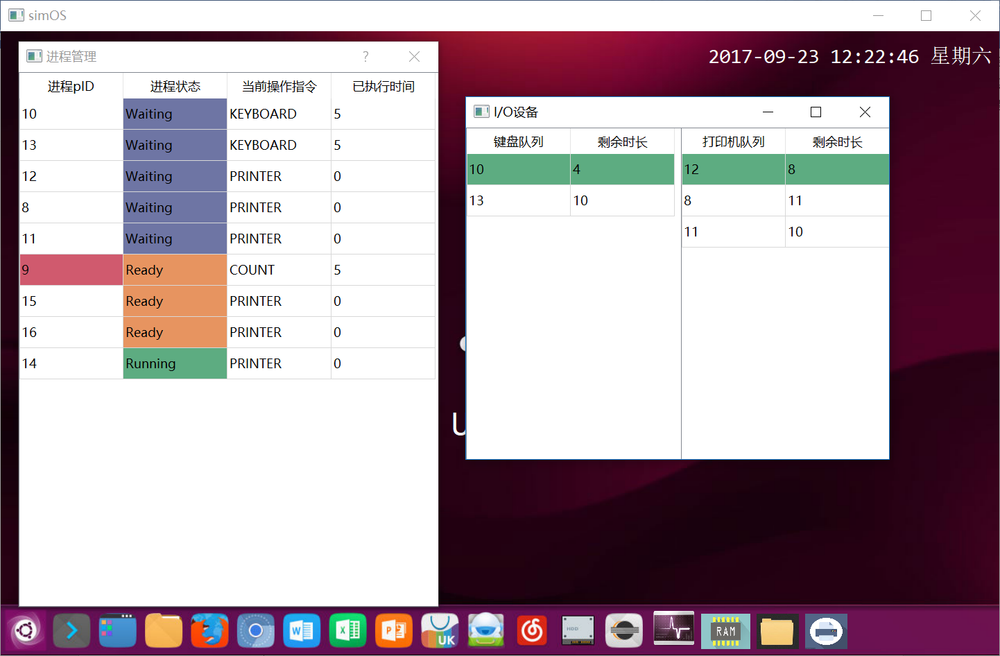 simOS
2017-09-23 12:22:46 星期六
进程管理 ?
进程pID 进程状态 当前操作指令 已执行时间
10 Waiting KEYBOARD 5
13 Waiting KEYBOARD 5
12 Waiting PRINTER 0
8 Waiting PRINTER 0
11 Waiting PRINTER 0
9 Ready COUNT 5
15 Ready PRINTER 0
16 Ready PRINTER 0
14 Running PRINTER 0
I/O设备
键盘队列 剩余时长 打印机队列 剩余时长
10 4 12 8
13 10 8 11
11 10
U
W X P UK HDD RAM